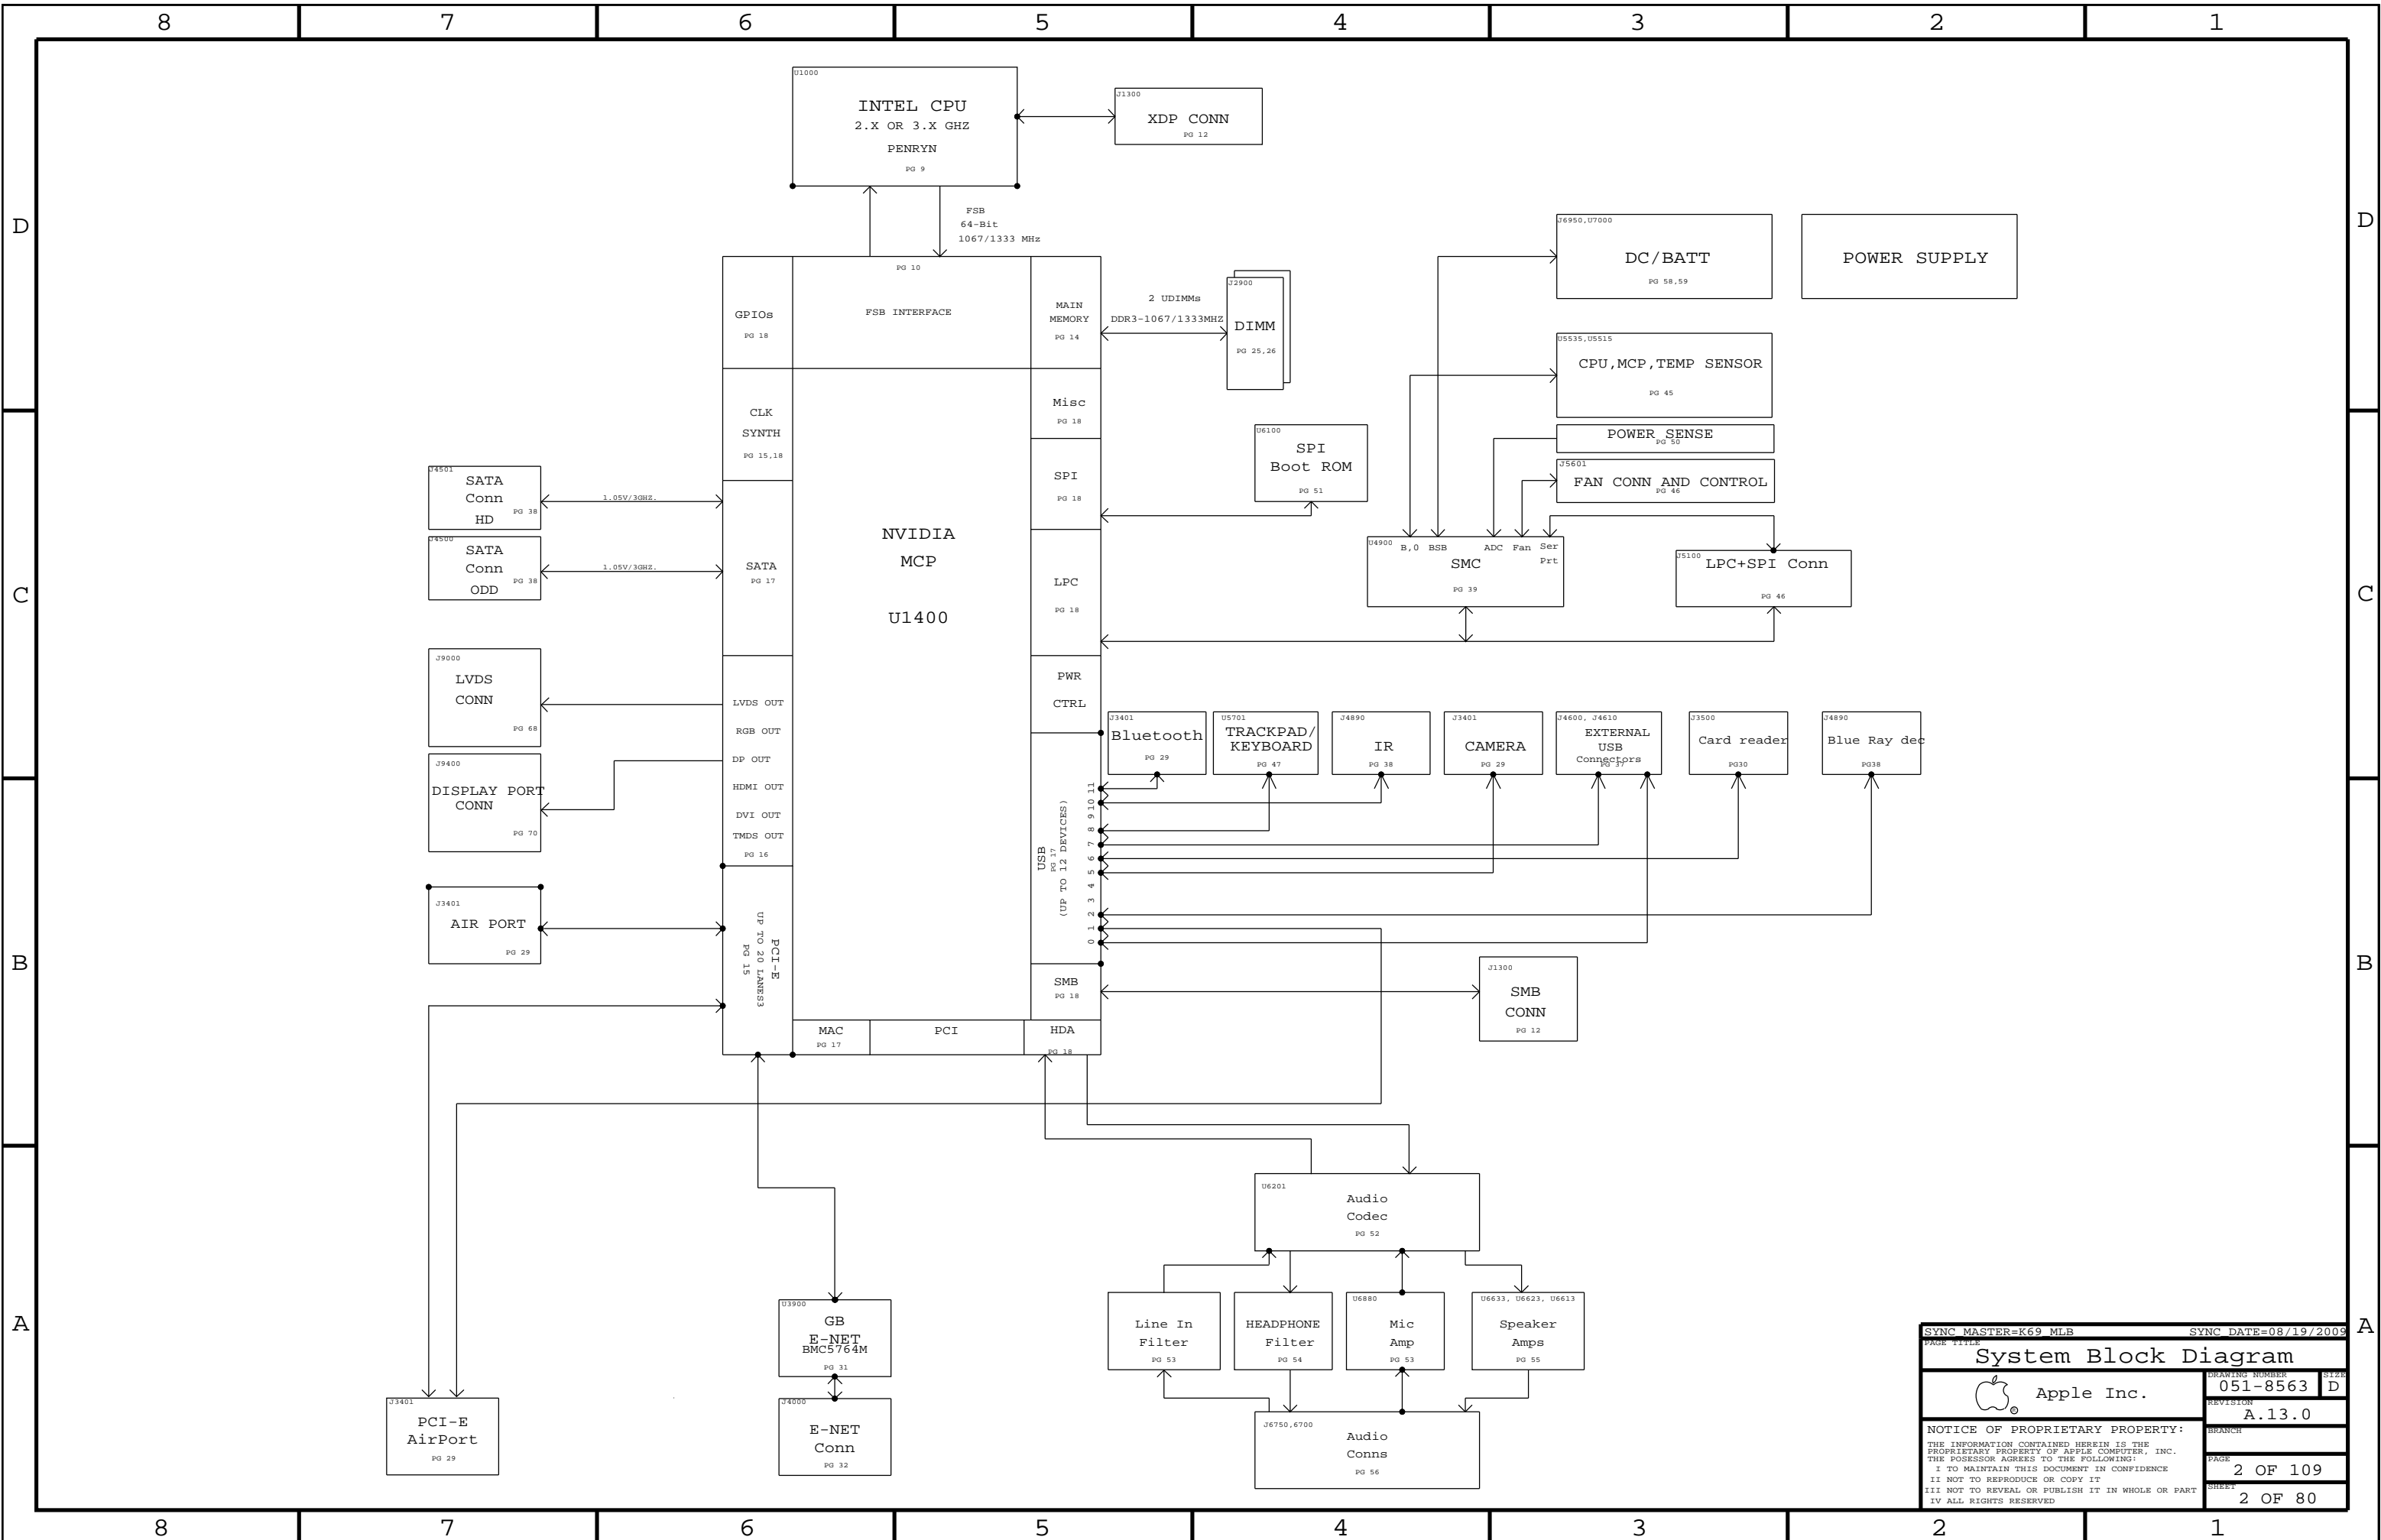 8 7 6 5 4 3 2 1
U1000
INTEL CPU
2.X OR 3.X GHZ
PENRYN
PG 9
J1300
XDP CONN
PG 12
D
D
FSB
64-Bit
1067/1333 MHz
J6950,U7000
DC/BATT
PG 58,59
POWER SUPPLY
GPIOs
PG 18
PG 10
FSB INTERFACE
MAIN
MEMORY
PG 14
2 UDIMMs
DDR3-1067/1333MHZ
J2900
DIMM
PG 25,26
U5535,U5515
CPU,MCP,TEMP SENSOR
PG 45
CLK
SYNTH
PG 15,18
Misc
PG 18
POWER SENSE
PG 50
J5601
FAN CONN AND CONTROL
PG 46
SPI
PG 18
U6100
SPI
Boot ROM
PG 51
J4501
SATA
Conn
HD
PG 38
1.05V/3GHZ.
J4500
SATA
Conn
ODD
PG 38
1.05V/3GHZ.
SATA
PG 17
NVIDIA
MCP
U1400
LPC
PG 18
U4900
B,0 BSB ADC Fan Ser
Prt
SMC
PG 39
J5100
LPC+SPI Conn
PG 46
C
C
PWR
CTRL
J9000
LVDS
CONN
PG 68
LVDS OUT
RGB OUT
DP OUT
HDMI OUT
DVI OUT
TMDS OUT
PG 16
J9400
DISPLAY PORT
CONN
PG 70
J3401
Bluetooth
PG 29
U5701
TRACKPAD/
KEYBOARD
PG 47
J4890
IR
PG 38
J3401
CAMERA
PG 29
J4600, J4610
EXTERNAL
USB
Connectors
PG 37
J3500
Card reader
PG30
J4890
Blue Ray dec
PG38
USB
PG 17
(UP TO 12 DEVICES)
0 1 2 3 4 5 6 7 8 9 10 11
J3401
AIR PORT
PG 29
PCI-E
UP TO 20 LANES3
PG 15
B
B
SMB
PG 18
J1300
SMB
CONN
PG 12
MAC
PG 17
PCI
HDA
PG 18
U6201
Audio
Codec
PG 52
A
A
U3900
GB
E-NET
BMC5764M
PG 31
Line In
Filter
PG 53
HEADPHONE
Filter
PG 54
U6880
Mic
Amp
PG 53
U6633, U6623, U6613
Speaker
Amps
PG 55
J3401
PCI-E
AirPort
PG 29
J4000
E-NET
Conn
PG 32
J6750,6700
Audio
Conns
PG 56
SYNC_MASTER=K69_MLB SYNC_DATE=08/19/2009
PAGE TITLE
System Block Diagram
Apple Inc.
®
DRAWING NUMBER
051-8563
SIZE
D
REVISION
A.13.0
BRANCH
PAGE
2 OF 109
SHEET
2 OF 80
NOTICE OF PROPRIETARY PROPERTY:
THE INFORMATION CONTAINED HEREIN IS THE
PROPRIETARY PROPERTY OF APPLE COMPUTER, INC.
THE POSESSOR AGREES TO THE FOLLOWING:
I TO MAINTAIN THIS DOCUMENT IN CONFIDENCE
II NOT TO REPRODUCE OR COPY IT
III NOT TO REVEAL OR PUBLISH IT IN WHOLE OR PART
IV ALL RIGHTS RESERVED
8 7 6 5 4 3 2 1